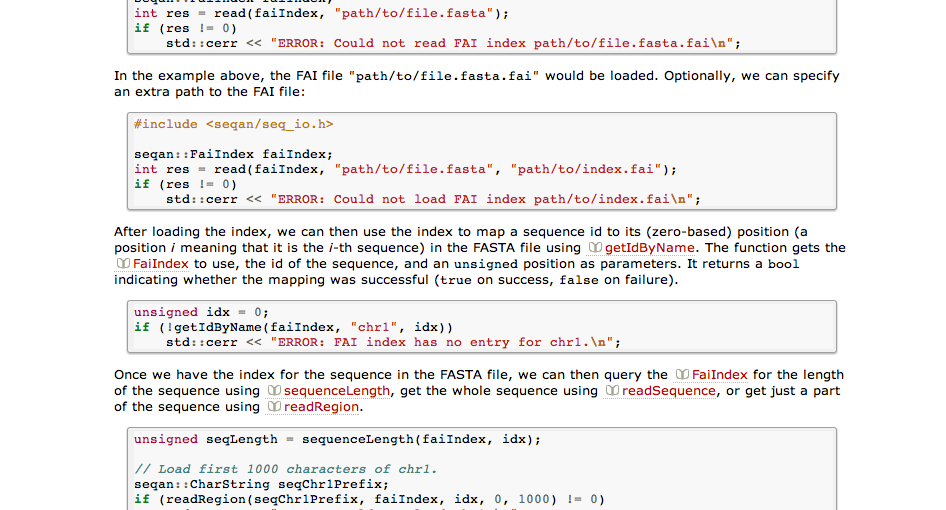 int res = read(faiIndex, "path/to/file.fasta");
if (res != 0)
std::cerr << "ERROR: Could not read FAI index path/to/file.fasta.fai\n";
In the example above, the FAI file "path/to/file.fasta.fai" would be loaded. Optionally, we can specify
an extra path to the FAI file:
#include <seqan/seq_io.h>
seqan::FaiIndex faiIndex;
int res = read(faiIndex, "path/to/file.fasta", "path/to/index.fai");
if (res != 0)
std::cerr << "ERROR: Could not load FAI index path/to/index.fai\n";
After loading the index, we can then use the index to map a sequence id to its (zero-based) position (a
position i meaning that it is the i-th sequence) in the FASTA file using getIdByName. The function gets the
FaiIndex to use, the id of the sequence, and an unsigned position as parameters. It returns a bool
indicating whether the mapping was successful (true on success, false on failure).
unsigned idx = 0;
if (!getIdByName(faiIndex, "chr1", idx))
std::cerr << "ERROR: FAI index has no entry for chr1.\n";
Once we have the index for the sequence in the FASTA file, we can then query the FaiIndex for the length
of the sequence using sequenceLength, get the whole sequence using readSequence, or get just a part
of the sequence using readRegion.
unsigned seqLength = sequenceLength(faiIndex, idx);
// Load first 1000 characters of chr1.
seqan::CharString seqChr1Prefix;
if (readRegion(seqChr1Prefix, faiIndex, idx, 0, 1000) != 0)